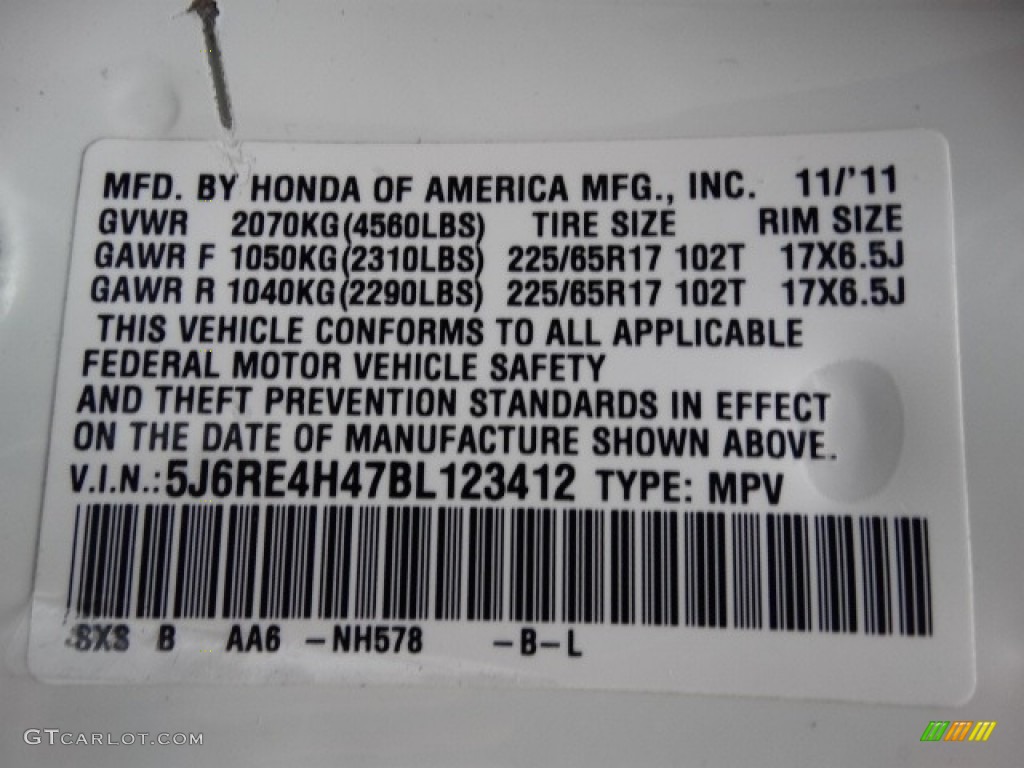 MFD. BY HONDA OF AMERICA MFG., INC. 11/'11
GVWR 2070KG(4560LBS) TIRE SIZE RIM SIZE
GAWR F 1050KG(2310LBS) 225/65R17 102T 17X6.5J
GAWR R 1040KG(2290LBS) 225/65R17 102T 17X6.5J
THIS VEHICLE CONFORMS TO ALL APPLICABLE
FEDERAL MOTOR VEHICLE SAFETY
AND THEFT PREVENTION STANDARDS IN EFFECT
ON THE DATE OF MANUFACTURE SHOWN ABOVE.
V.I.N.: 5J6RE4H47BL123412 TYPE: MPV
B AA6 -NH578 -B-L
GTCARLOT.COM